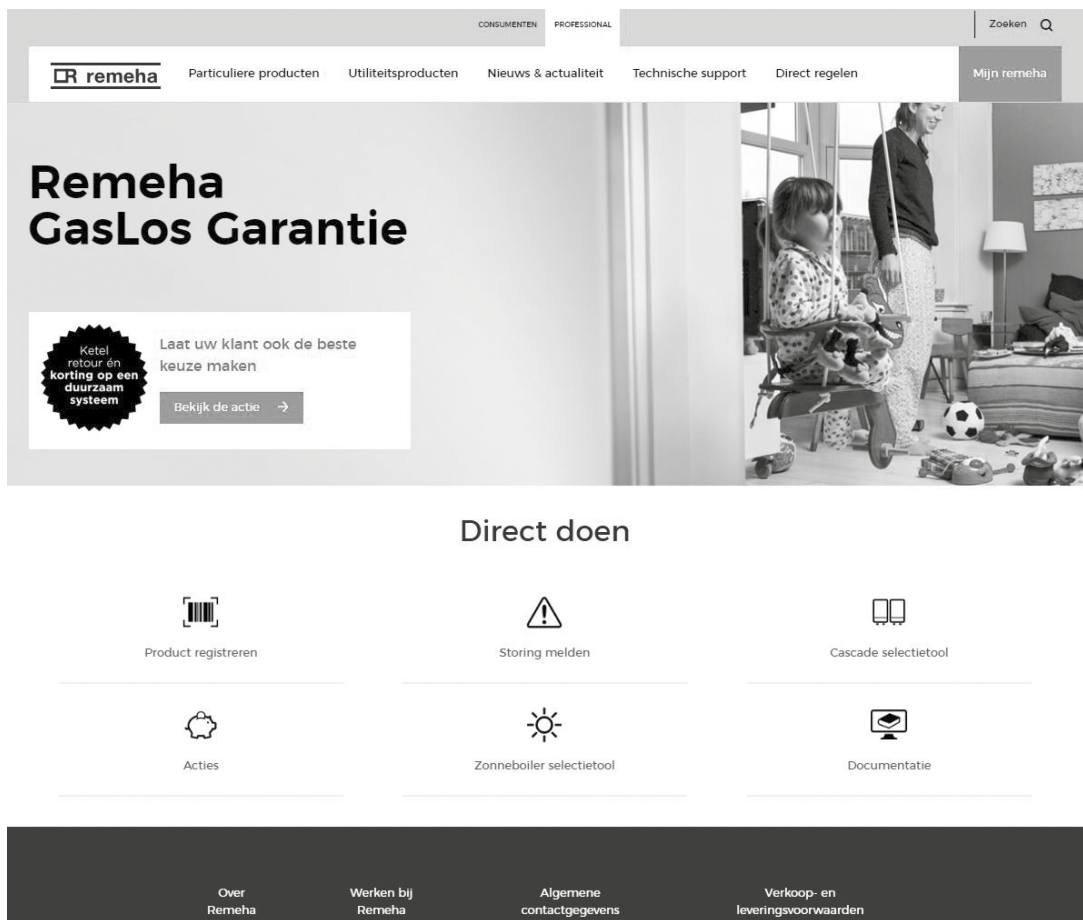 CONSUMENTEN PROFESSIONAL Zoeken
remeha Particuliere producten Utiliteitsproducten Nieuws & actualiteit Technische support Direct regelen Mijn remeha
Remeha
GasLos Garantie
Ketel
retour én
korting op een
duurzaam
systeem
Laat uw klant ook de beste
keuze maken
Bekijk de actie
Direct doen
Product registreren Storing melden Cascade selectietool
Acties Zonneboiler selectietool Documentatie
Over
Remeha
Werken bij
Remeha
Algemene
contactgegevens
Verkoop- en
leveringsvoorwaarden